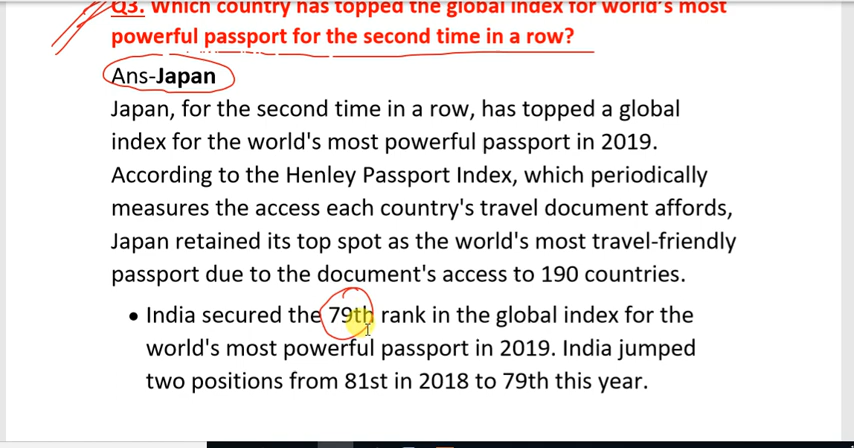 Q3. Which country has topped the global index for world's most
powerful passport for the second time in a row?
Ans-Japan
Japan, for the second time in a row, has topped a global
index for the world's most powerful passport in 2019.
According to the Henley Passport Index, which periodically
measures the access each country's travel document affords,
Japan retained its top spot as the world's most travel-friendly
passport due to the document's access to 190 countries.
• India secured the 79th rank in the global index for the
world's most powerful passport in 2019. India jumped
two positions from 81st in 2018 to 79th this year.